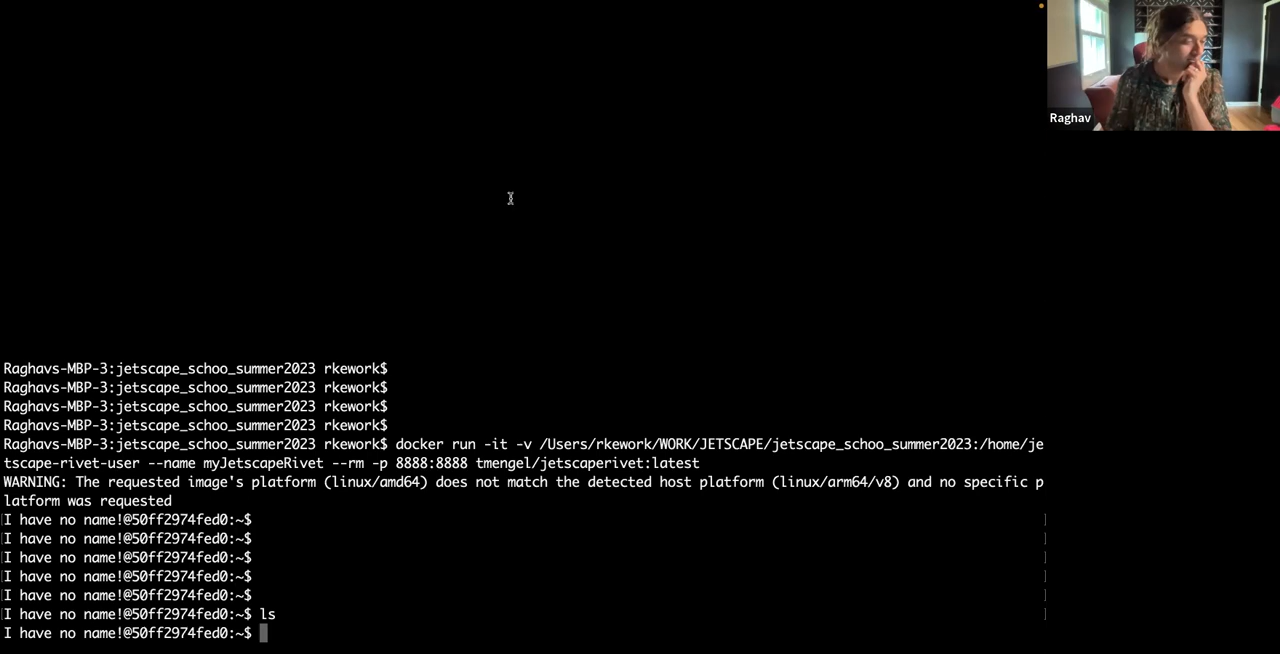 Raghav
Raghavs-MBP-3:jetscape_schoo_summer2023 rkework$
Raghavs-MBP-3:jetscape_schoo_summer2023 rkework$
Raghavs-MBP-3:jetscape_schoo_summer2023 rkework$
Raghavs-MBP-3:jetscape_schoo_summer2023 rkework$
Raghavs-MBP-3:jetscape_schoo_summer2023 rkework$ docker run -it -v /Users/rkework/WORK/JETSCAPE/jetscape_schoo_summer2023:/home/je
tscape-rivet-user --name myJetscapeRivet --rm -p 8888:8888 tmengel/jetscaperivet:latest
WARNING: The requested image's platform (linux/amd64) does not match the detected host platform (linux/arm64/v8) and no specific p
latform was requested
[I have no name!@50ff2974fed0:~$ ]
[I have no name!@50ff2974fed0:~$ ]
[I have no name!@50ff2974fed0:~$ ]
[I have no name!@50ff2974fed0:~$ ]
[I have no name!@50ff2974fed0:~$ ]
[I have no name!@50ff2974fed0:~$ ls ]
I have no name!@50ff2974fed0:~$